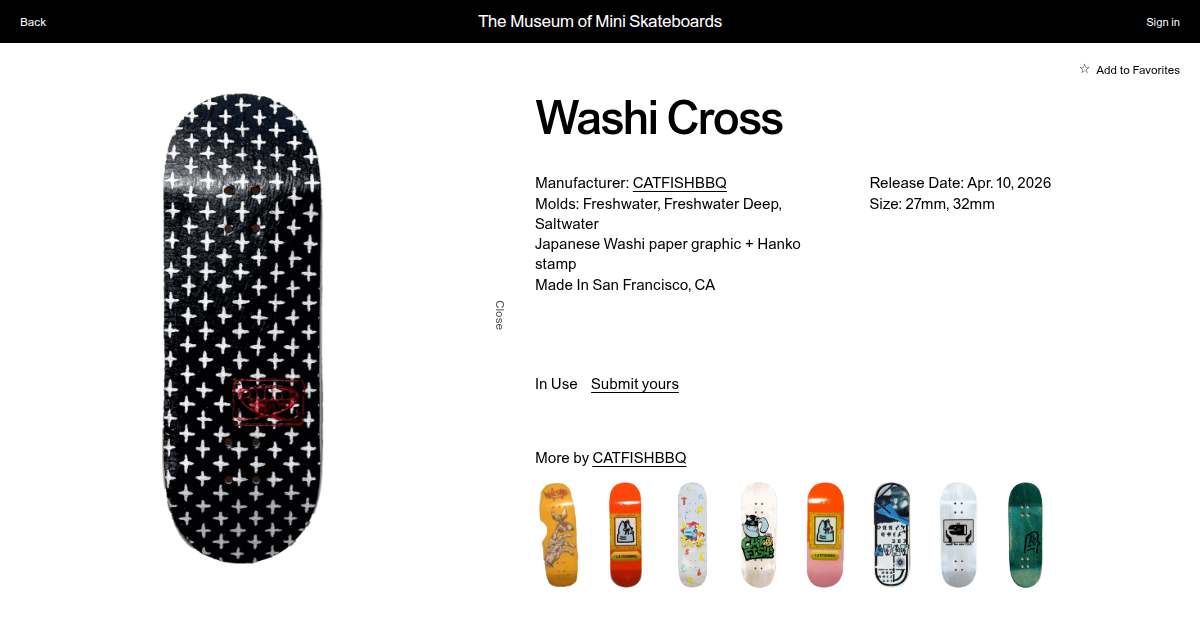 Back
The Museum of Mini Skateboards
Sign in
☆ Add to Favorites
Washi Cross
Manufacturer: CATFISHBBQ
Molds: Freshwater, Freshwater Deep,
Saltwater
Japanese Washi paper graphic + Hanko
stamp
Made In San Francisco, CA
Release Date: Apr. 10, 2026
Size: 27mm, 32mm
Close
In Use Submit yours
More by CATFISHBBQ